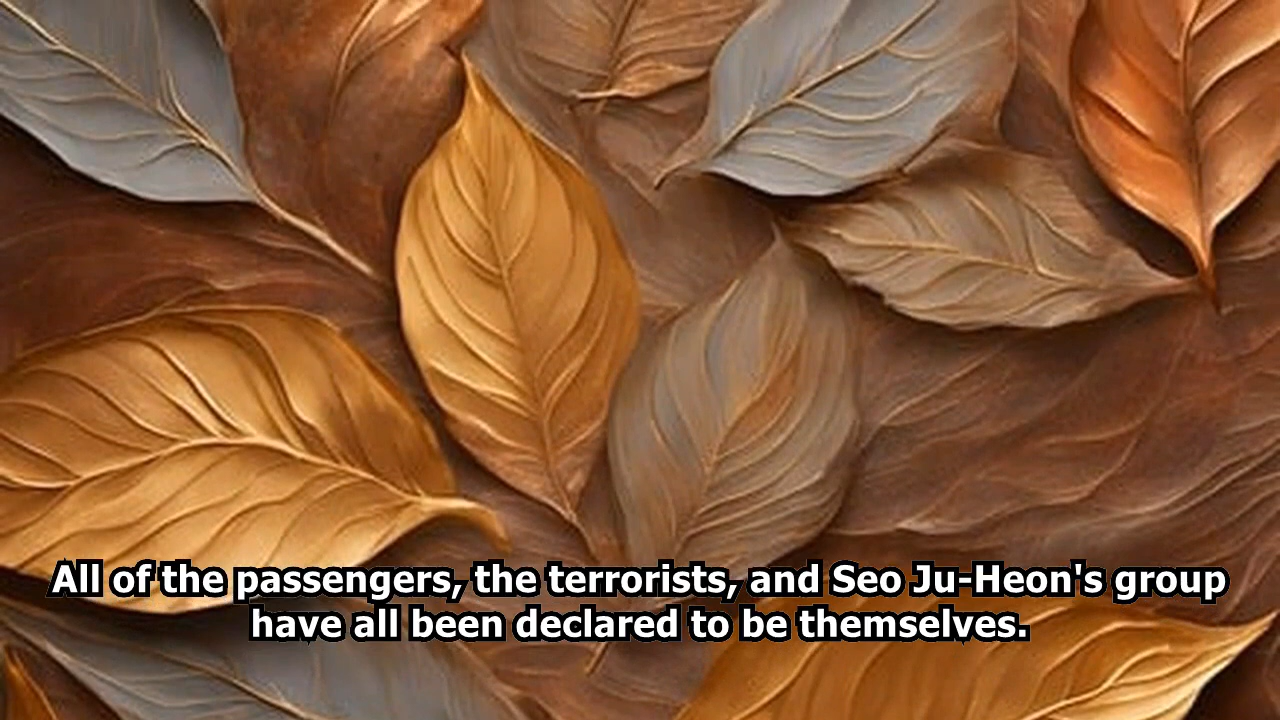 All of the passengers, the terrorists, and Seo Ju-Heon's group
have all been declared to be themselves.